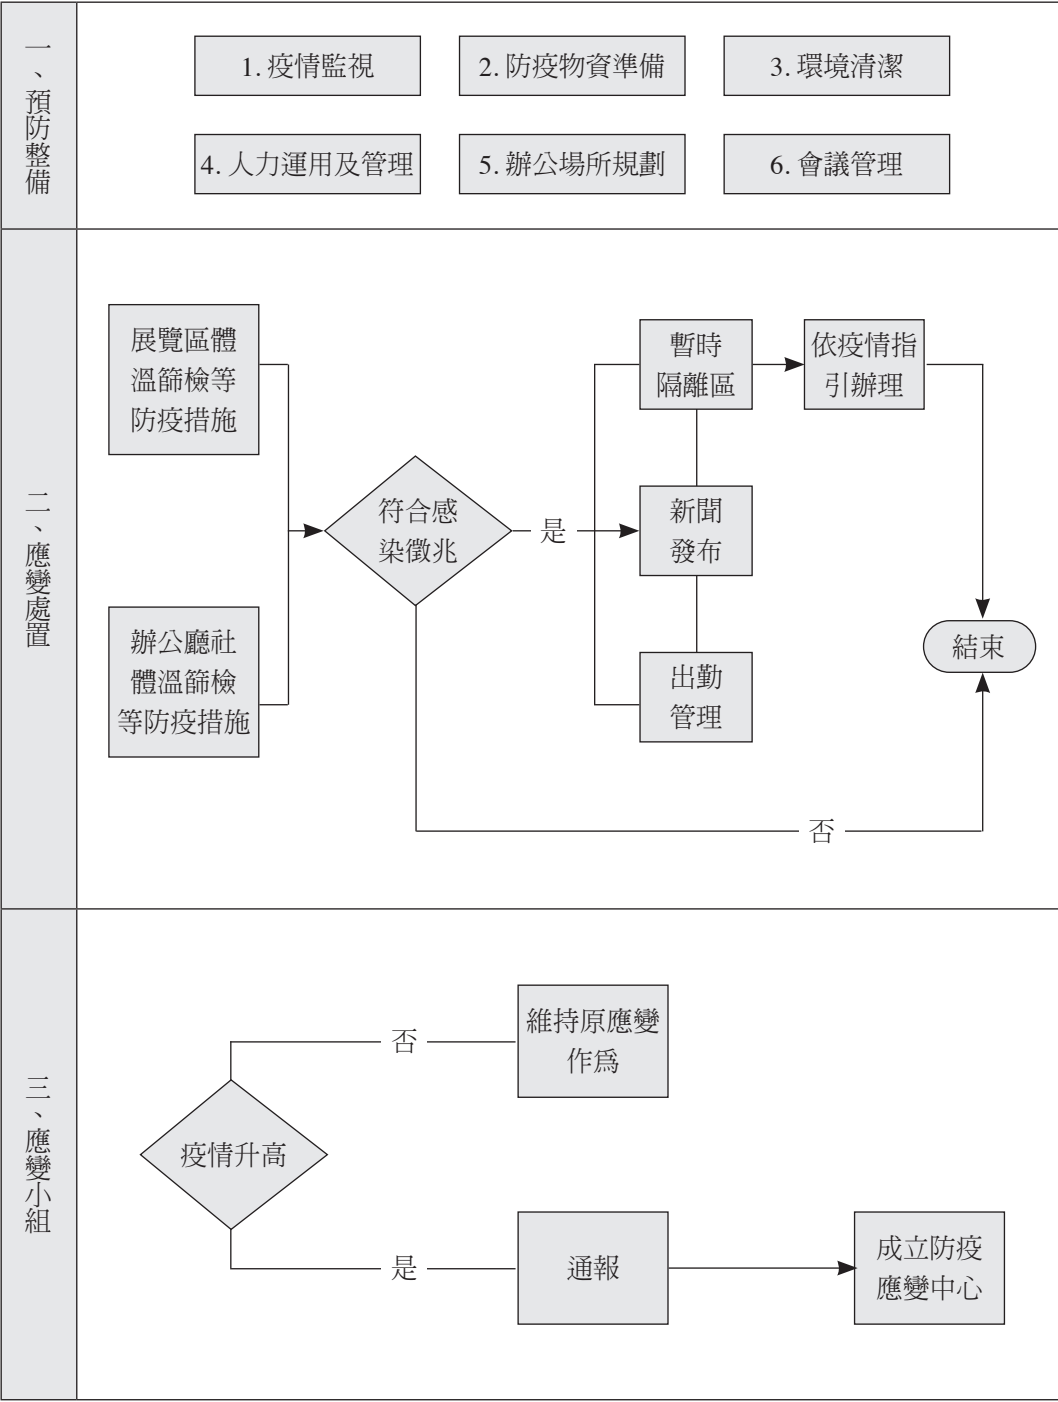 一、預防整備
1. 疫情監視
2. 防疫物資準備
3. 環境清潔
4. 人力運用及管理
5. 辦公場所規劃
6. 會議管理
二、應變處置
展覽區體
溫篩檢等
防疫措施
辦公廳社
體溫篩檢
等防疫措施
符合感
染徵兆
是
暫時
隔離區
依疫情指
引辦理
新聞
發布
出勤
管理
結束
否
三、應變小組
疫情升高
否
維持原應變
作爲
是
通報
成立防疫
應變中心